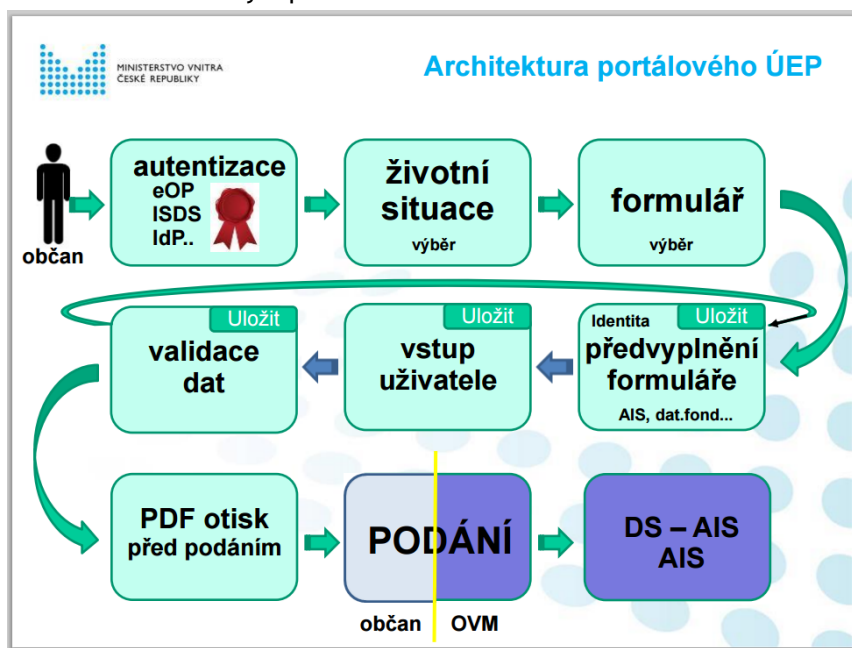 MINISTERSTVO VNITRA
ČESKÉ REPUBLIKY
Architektura portálového ÚEP
občan
autentizace
eOP
ISDS
IdP..
životní
situace
výběr
formulář
výběr
Uložit
validace
dat
Uložit
vstup
uživatele
Identita
Uložit
předvyplnění
formuláře
AIS, dat.fond...
PDF otisk
před podáním
PODÁNÍ
občan
OVM
DS – AIS
AIS